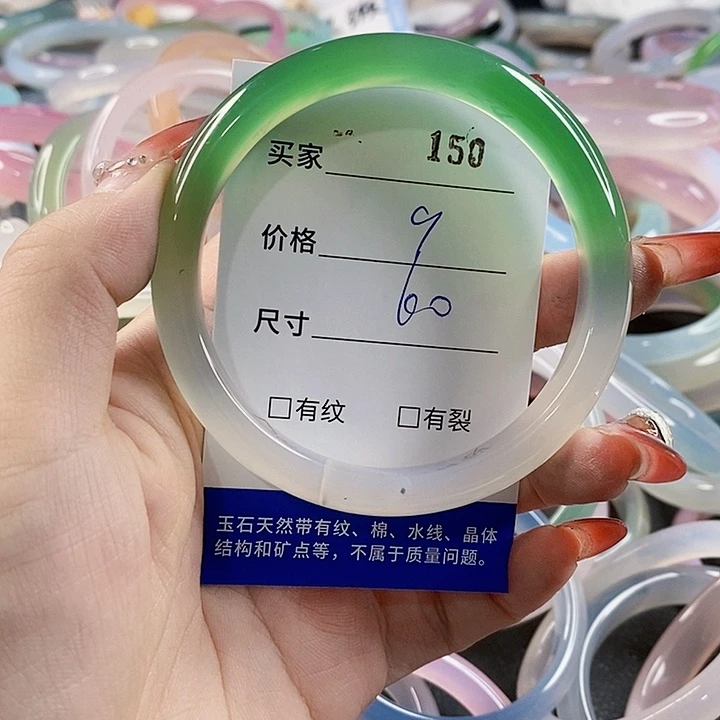 买家 150
价格 9
尺寸 60
□有纹 □有裂
玉石天然带有纹、棉、水线、晶体
结构和矿点等，不属于质量问题。